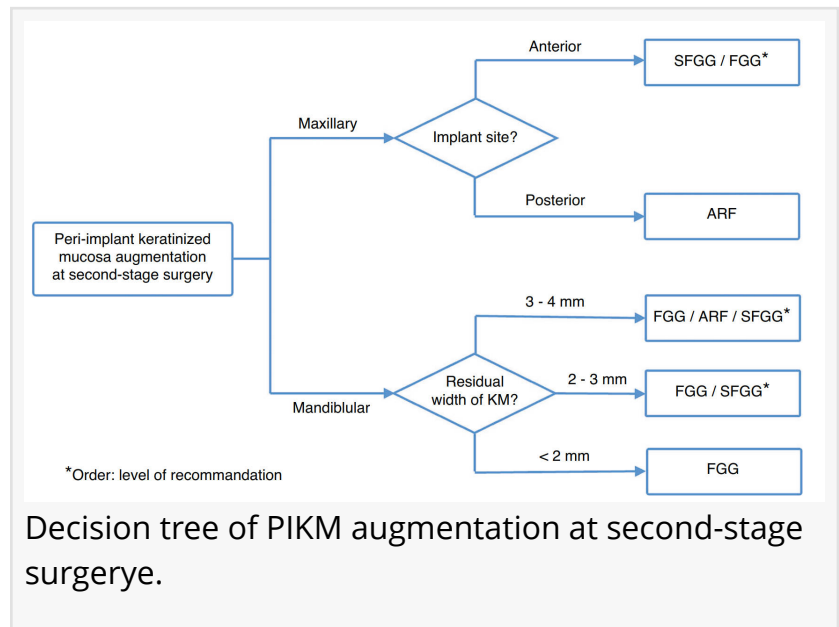 Anterior
SFGG / FGG*
Maxillary
Implant site?
Posterior
ARF
Peri-implant keratinized
mucosa augmentation
at second-stage surgery
3 - 4 mm
FGG / ARF / SFGG*
Residual
width of KM?
2 - 3 mm
FGG / SFGG*
Mandiblular
< 2 mm
FGG
*Order: level of recommandation
Decision tree of PIKM augmentation at second-stage
surgerye.